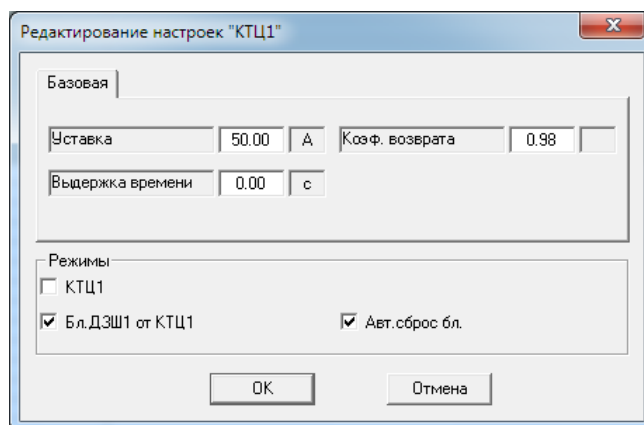 Редактирование настроек "КТЦ1"
Базовая
Уставка 50.00 А Коэф. возврата 0.98
Выдержка времени 0.00 с
Режимы
КТЦ1
Бл.ДЗШ1 от КТЦ1 Авт.сброс бл.
OK Отмена